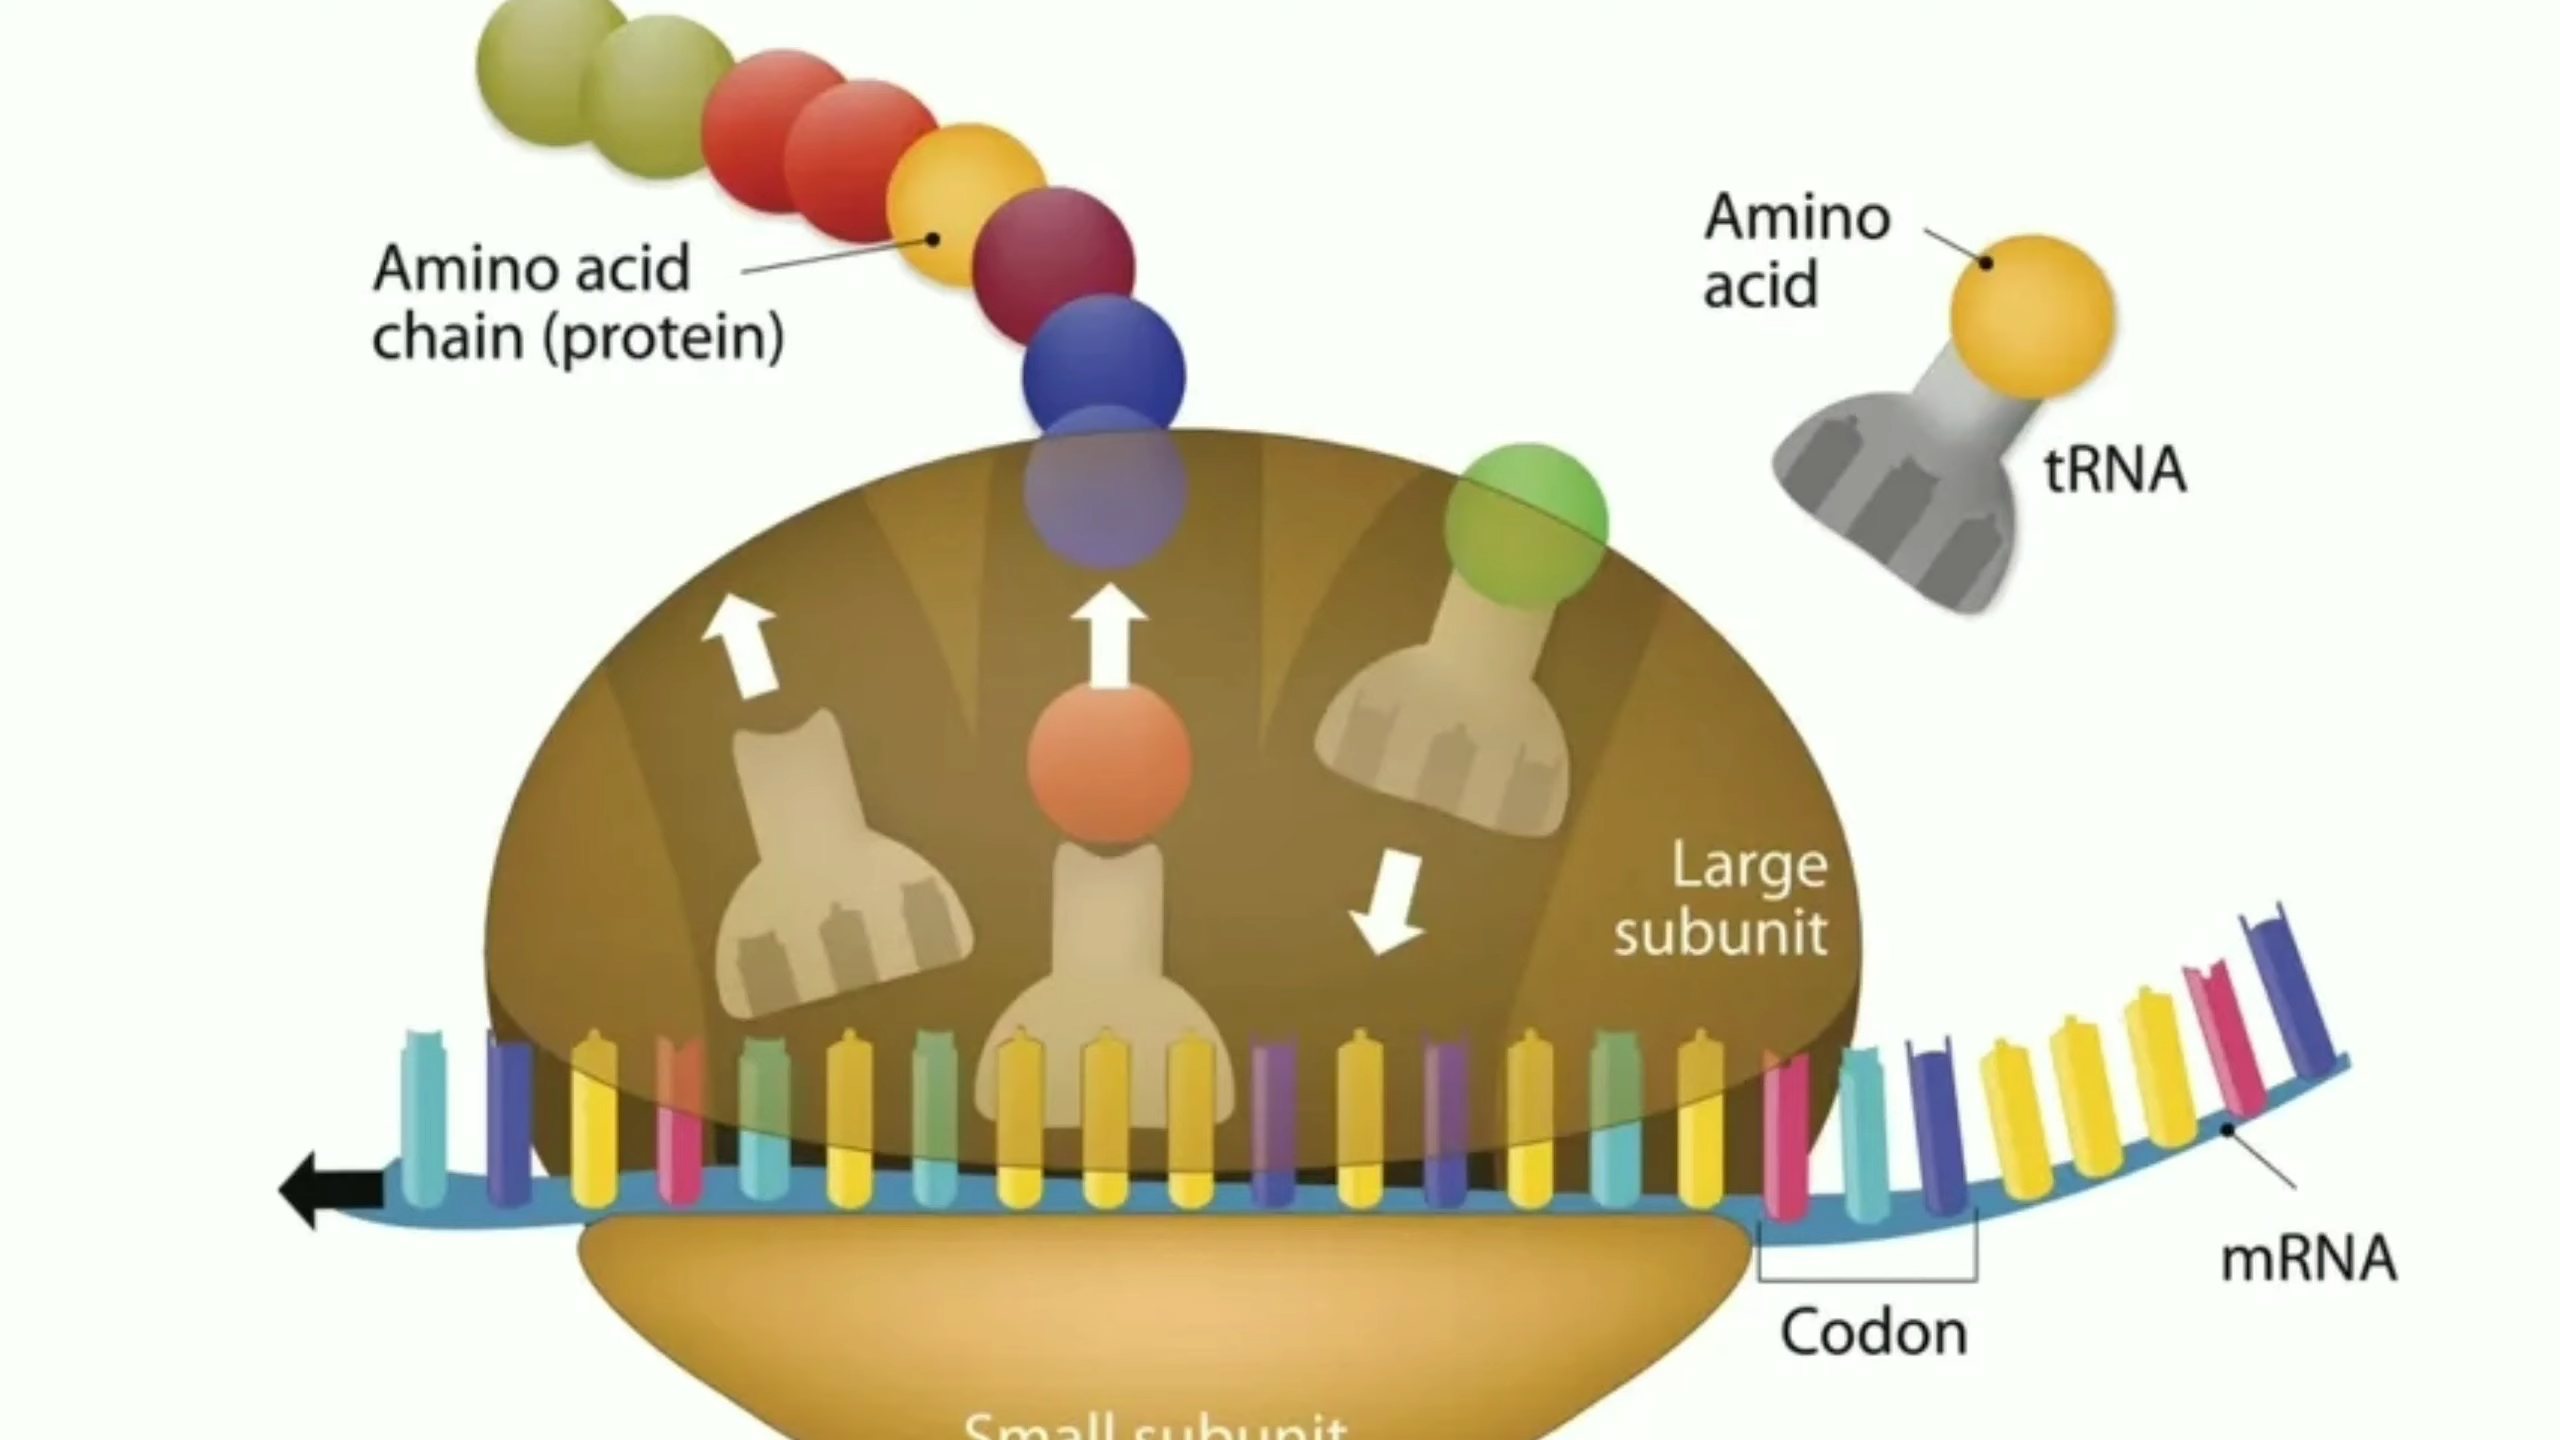 Amino acid
chain (protein)
Amino
acid
tRNA
Large
subunit
mRNA
Codon
Small subunit